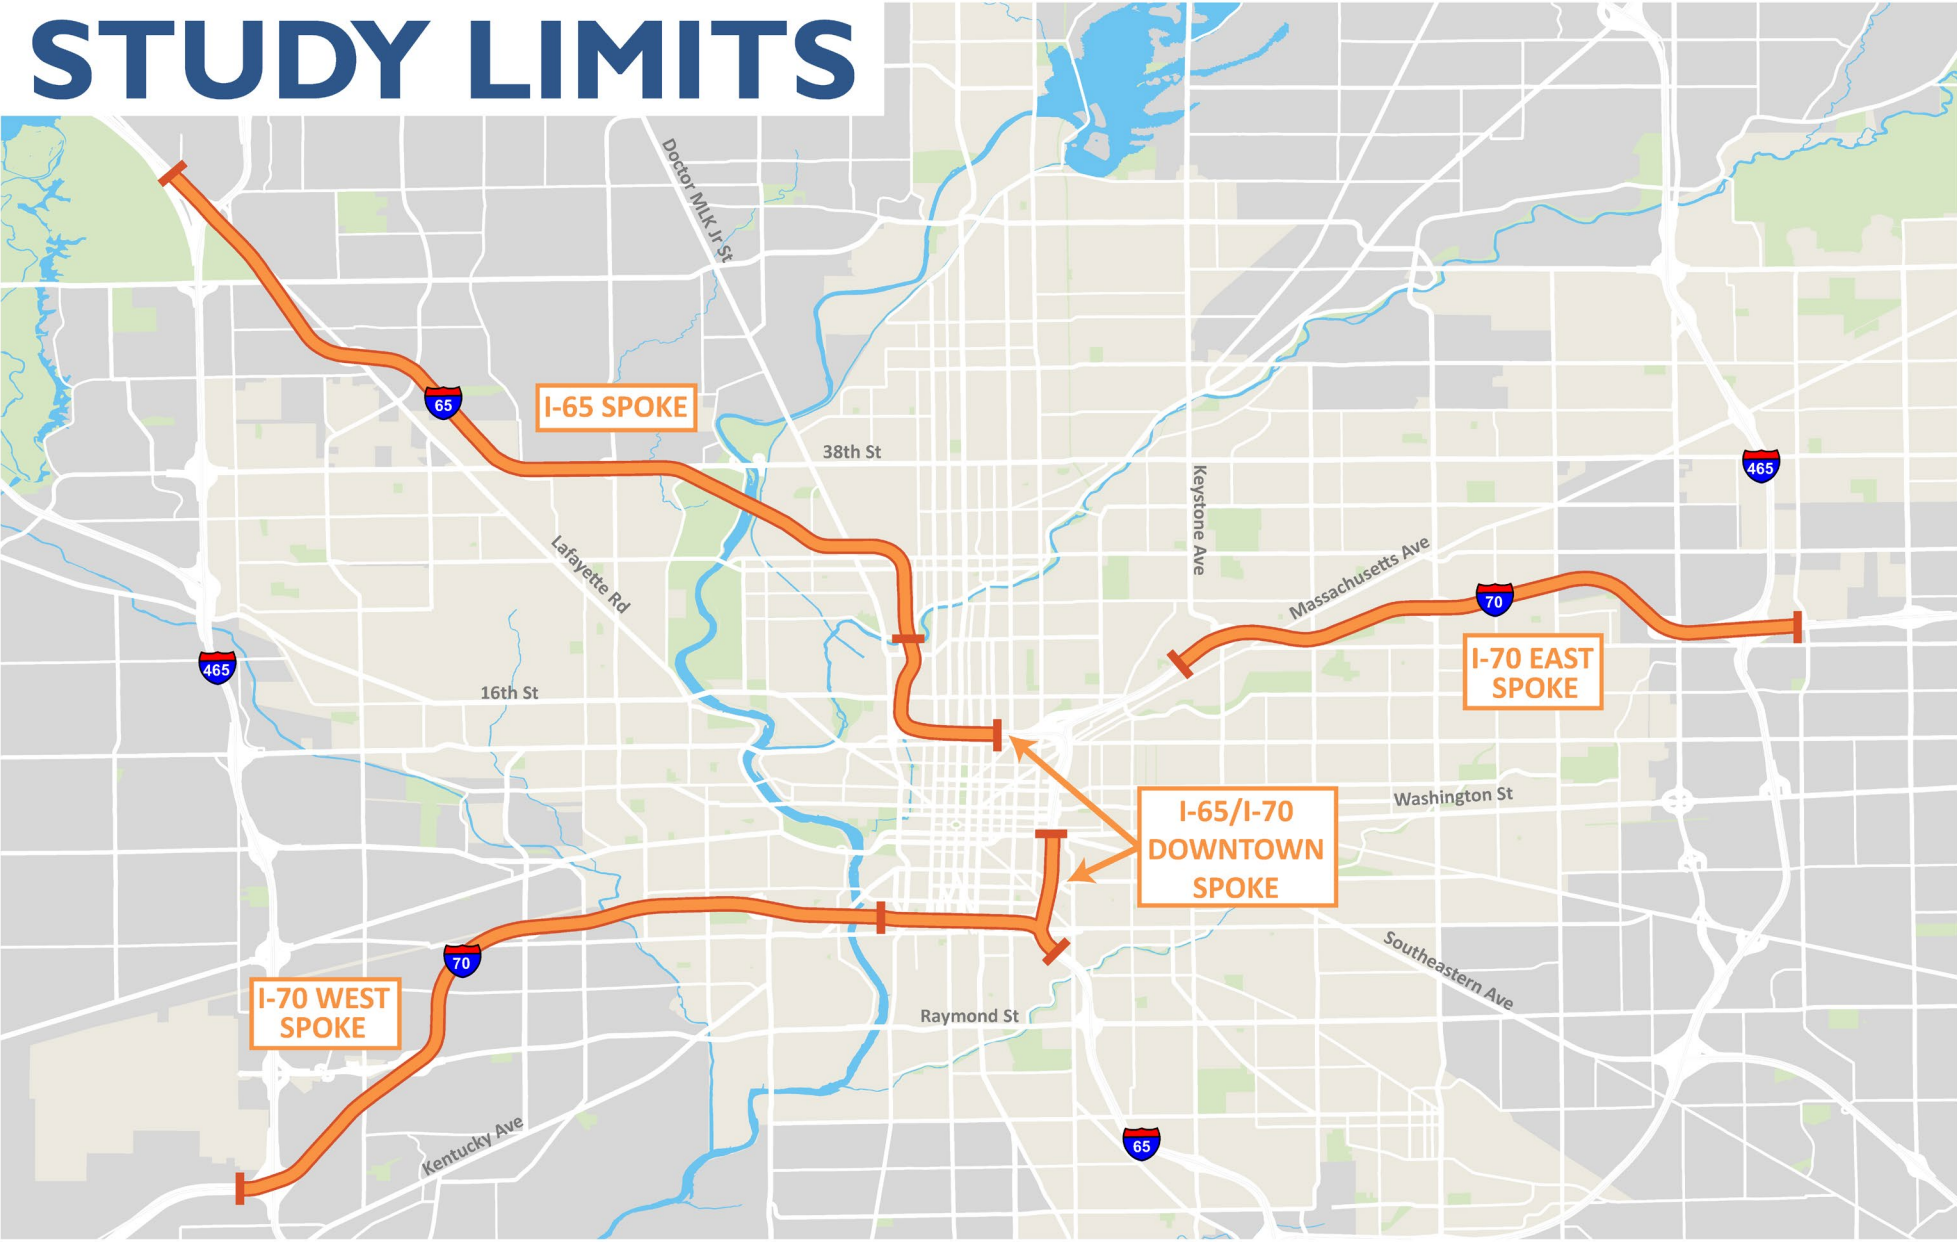 STUDY LIMITS
Doctor MLK Jr St
65
I-65 SPOKE
38th St
465
Keystone Ave
Massachusetts Ave
Lafayette Rd
70
I-70 EAST
SPOKE
465
16th St
Washington St
I-65/I-70
DOWNTOWN
SPOKE
70
Southeastern Ave
I-70 WEST
SPOKE
Raymond St
Kentucky Ave
65